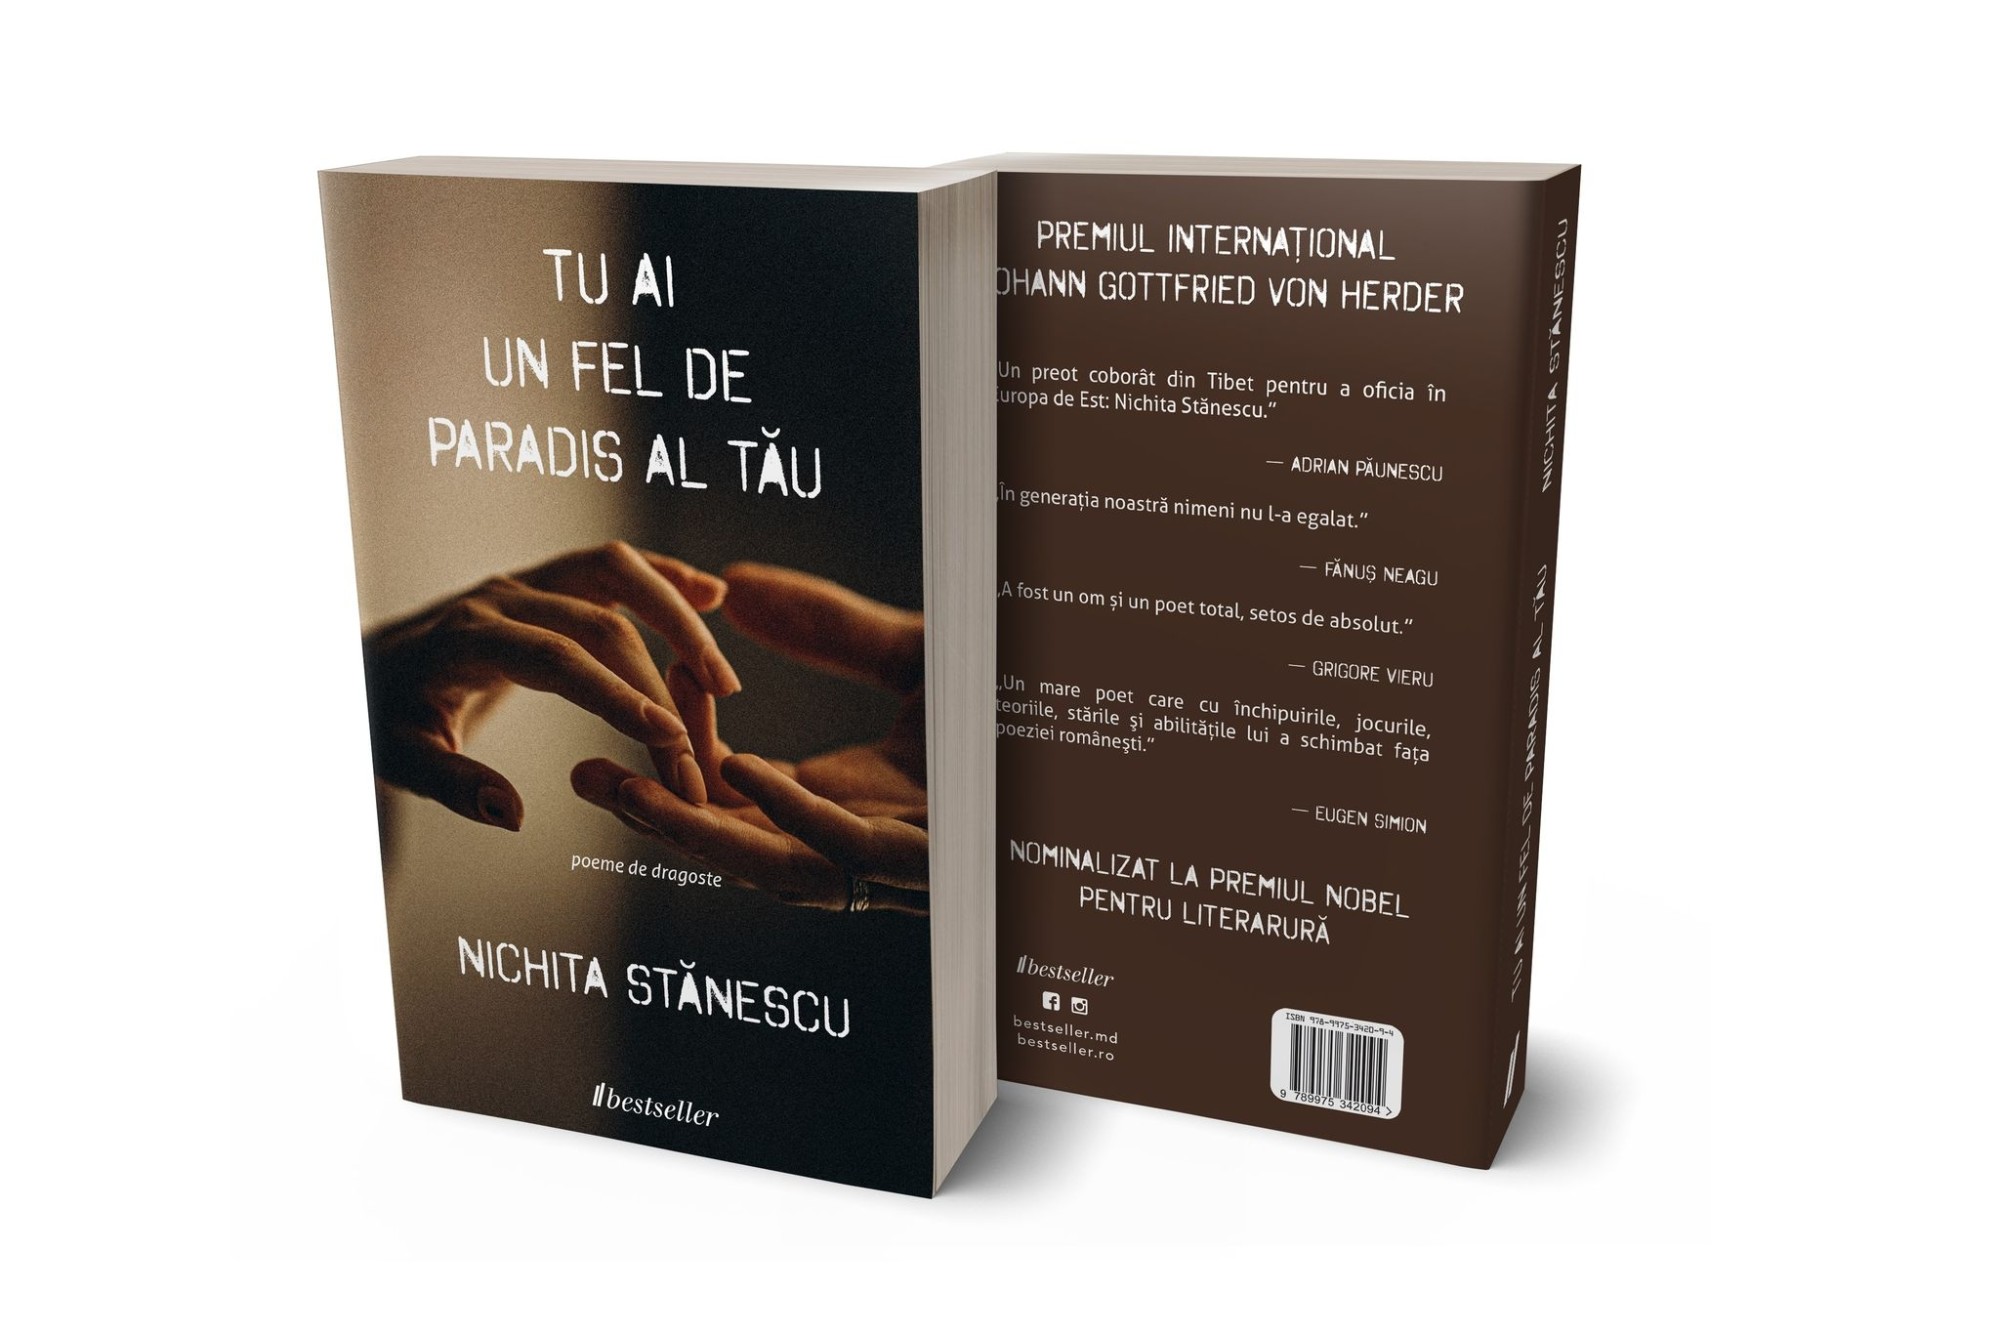 TU AI
UN FEL DE
PARADIS AL TĂU
poeme de dragoste
NICHITA STĂNESCU
bestseller
PREMIUL INTERNAȚIONAL
OHANN GOTTFRIED VON HERDER
Un preot coborât din Tibet pentru a oficia în
Europa de Est: Nichita Stănescu.”
— ADRIAN PĂUNESCU
„În generația noastră nimeni nu l-a egalat.”
— FĂNUȘ NEAGU
„A fost un om și un poet total, setos de absolut.”
— GRIGORE VIERU
„Un mare poet care cu închipuirile, jocurile,
teoriile, stările şi abilităţile lui a schimbat faţa
poeziei româneşti.”
— EUGEN SIMION
NOMINALIZAT LA PREMIUL NOBEL
PENTRU LITERARURĂ
bestseller
bestseller.md
bestseller.ro
ISBN 978-9975-3420-9-4
9 789975 342094 >
TU AI UN FEL DE PARADIS AL TĂU NICHITA STĂNESCU